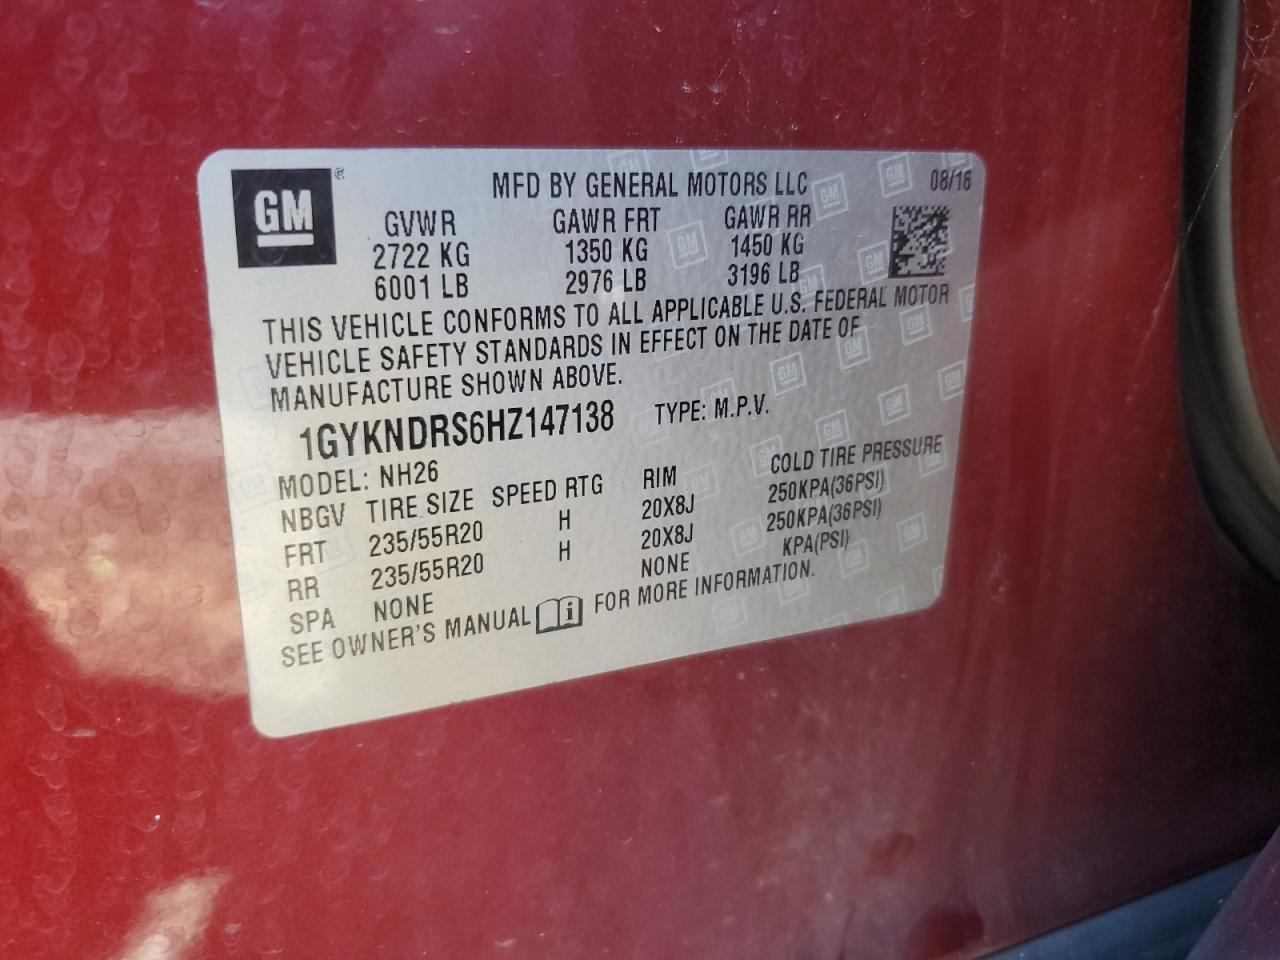 GM ®
MFD BY GENERAL MOTORS LLC 08/16
GVWR GAWR FRT GAWR RR
2722 KG 1350 KG 1450 KG
6001 LB 2976 LB 3196 LB
THIS VEHICLE CONFORMS TO ALL APPLICABLE U.S. FEDERAL MOTOR
VEHICLE SAFETY STANDARDS IN EFFECT ON THE DATE OF
MANUFACTURE SHOWN ABOVE.
1GYKNDRS6HZ147138 TYPE: M.P.V.
MODEL: NH26
NBGV TIRE SIZE SPEED RTG RIM COLD TIRE PRESSURE
FRT 235/55R20 H 20X8J 250KPA(36PSI)
RR 235/55R20 H 20X8J 250KPA(36PSI)
SPA NONE NONE KPA(PSI)
SEE OWNER'S MANUAL i FOR MORE INFORMATION.